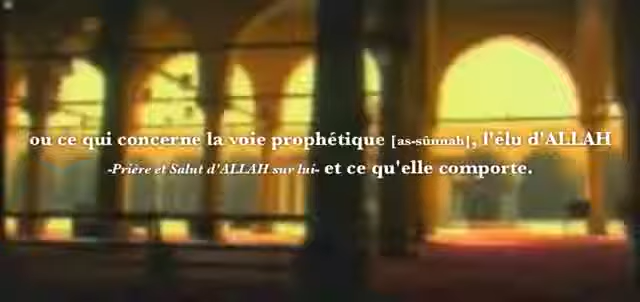 ou ce qui concerne la voie prophétique [as-sûnnah], l'élu d'ALLAH
-Prière et Salut d'ALLAH sur lui- et ce qu'elle comporte.